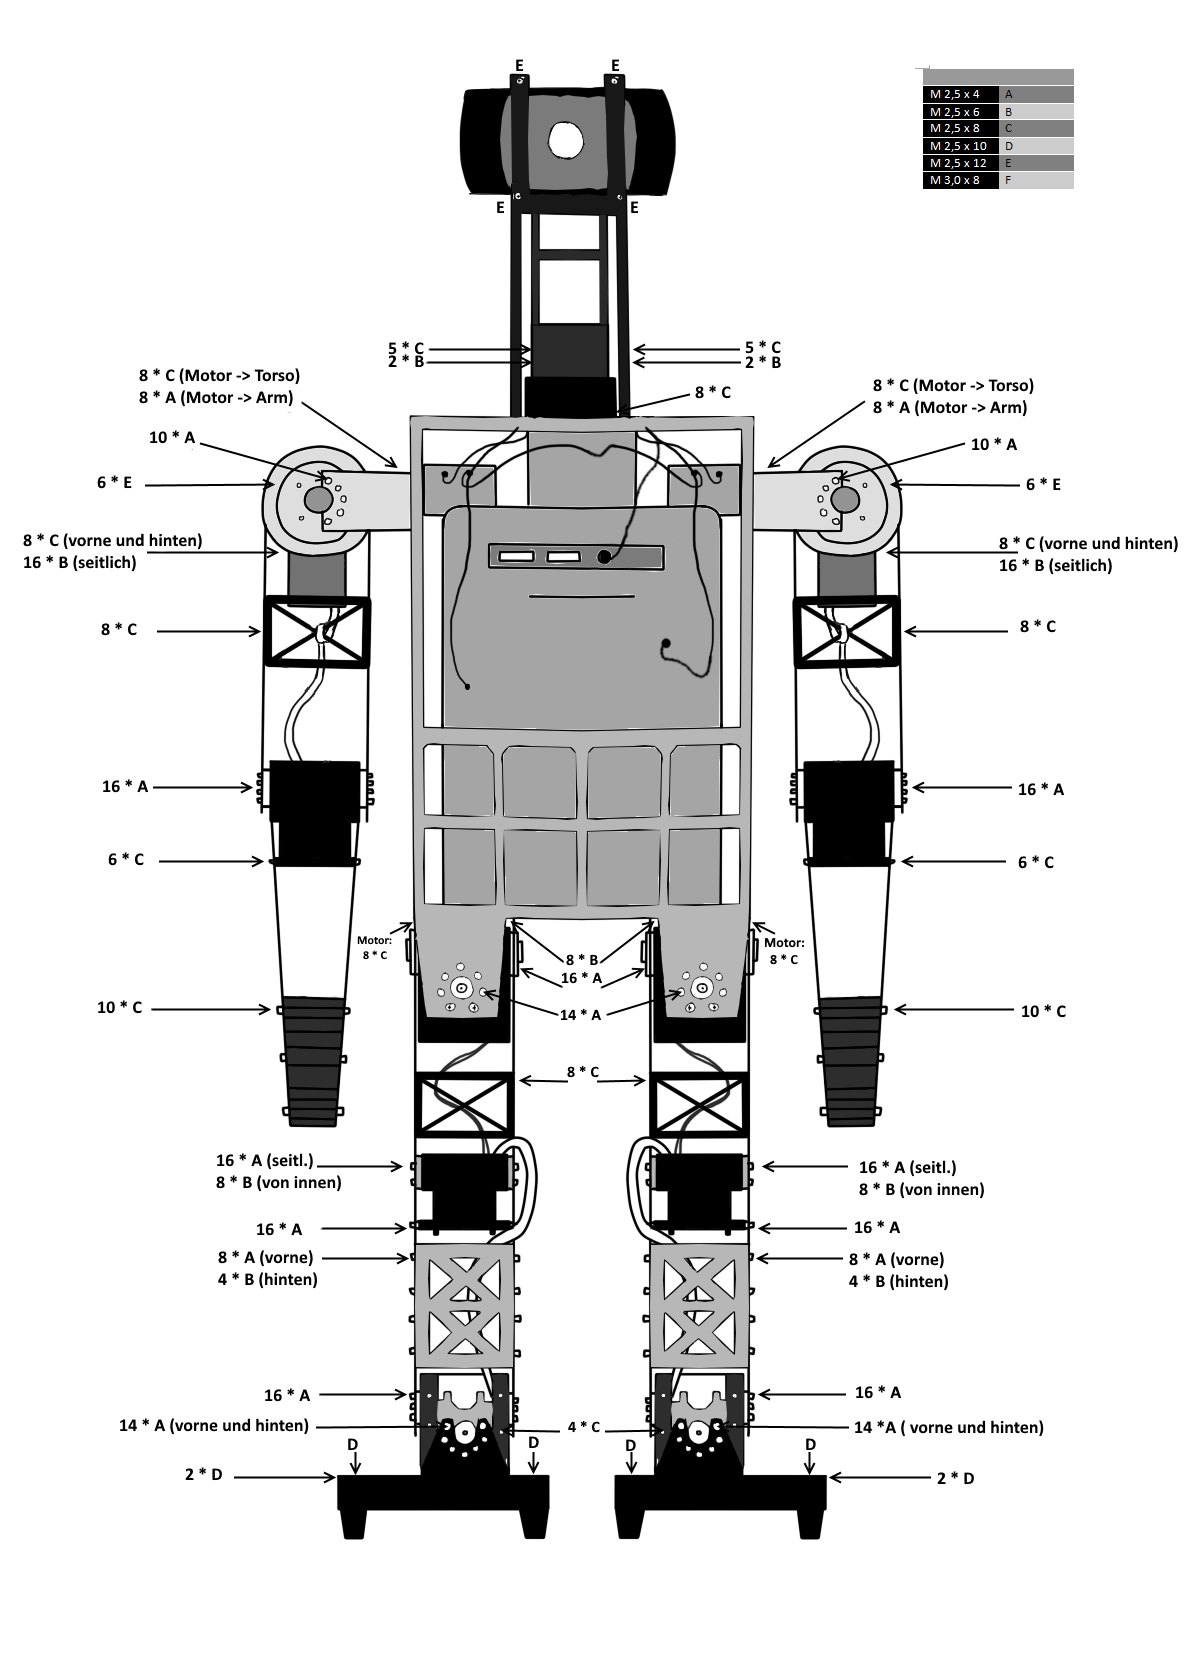 E E
M 2,5 x 4 A
M 2,5 x 6 B
M 2,5 x 8 C
M 2,5 x 10 D
M 2,5 x 12 E
M 3,0 x 8 F
E E
5 * C 5 * C
2 * B 2 * B
8 * C (Motor -> Torso)
8 * A (Motor -> Arm)
8 * C
8 * C (Motor -> Torso)
8 * A (Motor -> Arm)
10 * A 10 * A
6 * E 6 * E
8 * C (vorne und hinten)
16 * B (seitlich)
8 * C (vorne und hinten)
16 * B (seitlich)
8 * C 8 * C
16 * A 16 * A
6 * C 6 * C
Motor:
8 * C
8 * B
16 * A
Motor:
8 * C
10 * C 14 * A 10 * C
8 * C
16 * A (seitl.)
8 * B (von innen)
16 * A (seitl.)
8 * B (von innen)
16 * A 16 * A
8 * A (vorne)
4 * B (hinten)
8 * A (vorne)
4 * B (hinten)
16 * A 16 * A
14 * A (vorne und hinten) 4 * C 14 *A ( vorne und hinten)
D D D D
2 * D 2 * D